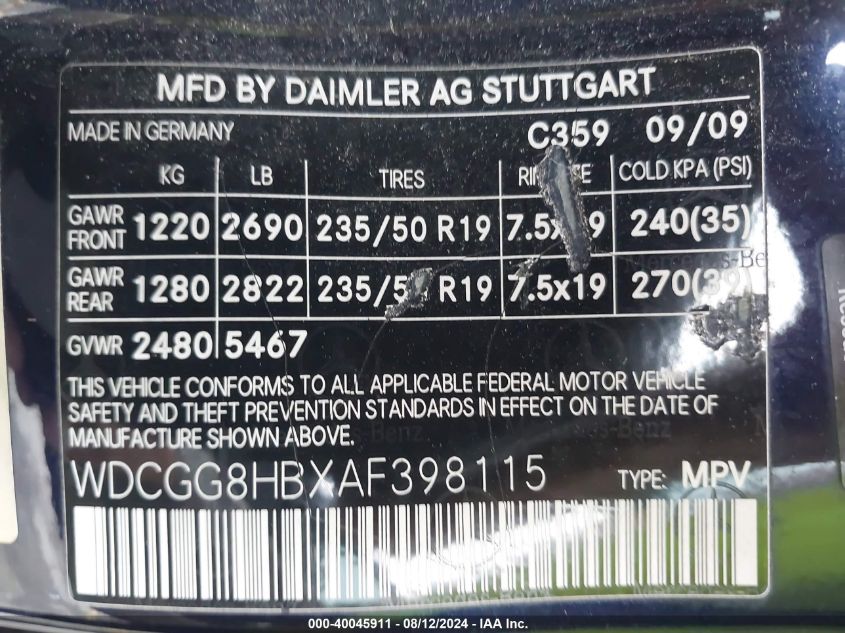 MFD BY DAIMLER AG STUTTGART
MADE IN GERMANY C359 09/09
KG LB TIRES COLD KPA (PSI)
GAWR FRONT 1220 2690 235/50 R19 240(35)
GAWR REAR 1280 2822 R19 7.5x19
GVWR 2480 5467
THIS VEHICLE CONFORMS TO ALL APPLICABLE FEDERAL MOTOR VEHICLE
SAFETY AND THEFT PREVENTION STANDARDS IN EFFECT ON THE DATE OF
MANUFACTURE SHOWN ABOVE.
WDCGG8HBXAF398115 TYPE: MPV
000-40045911 - 08/12/2024 - IAA Inc.